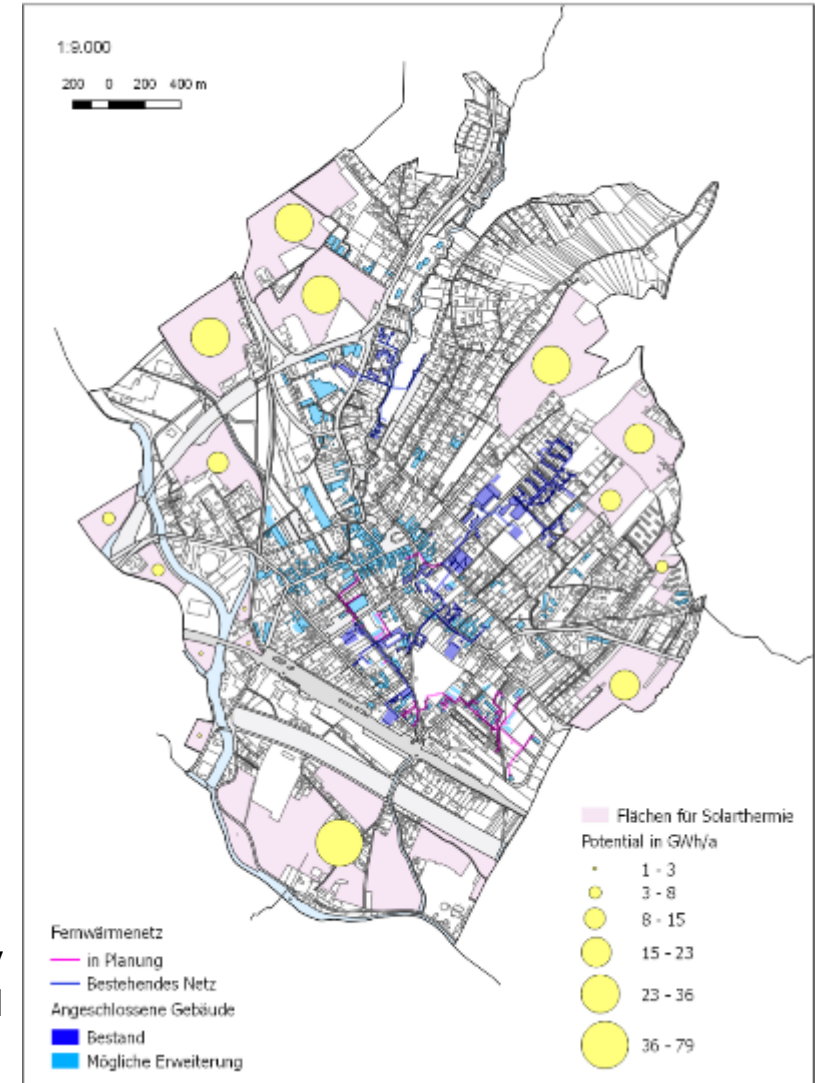 1:9.000
200 0 200 400 m
Flächen für Solarthermie
Potential in GWh/a
1 - 3
3 - 8
8 - 15
15 - 23
23 - 36
36 - 79
Fernwärmenetz
in Planung
Bestehendes Netz
Angeschlossene Gebäude
Bestand
Mögliche Erweiterung